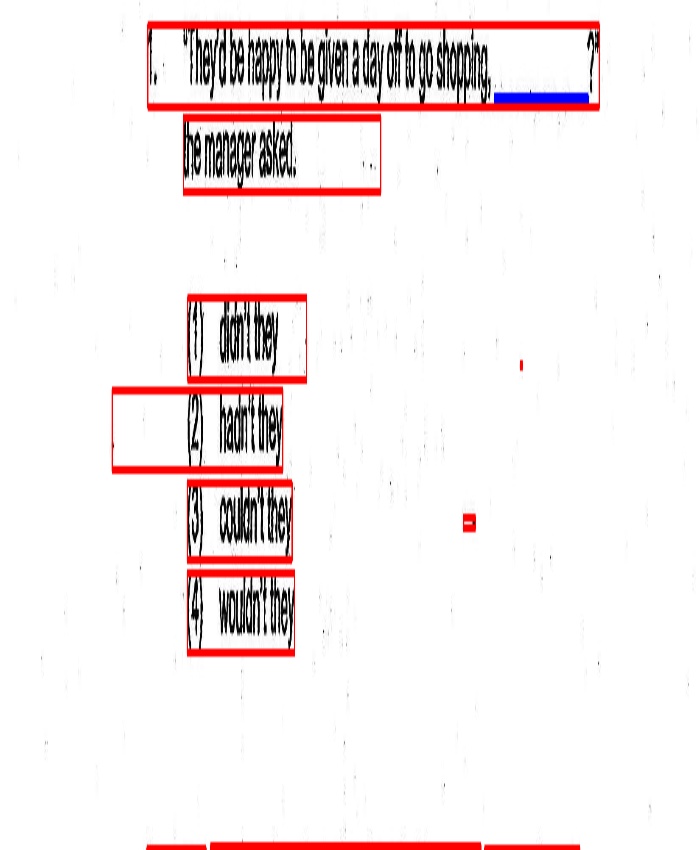 1. "They'd be happy to be given a day off to go shopping, ________?"
the manager asked.
(1) didn't they
(2) hadn't they
(3) couldn't they
(4) wouldn't they